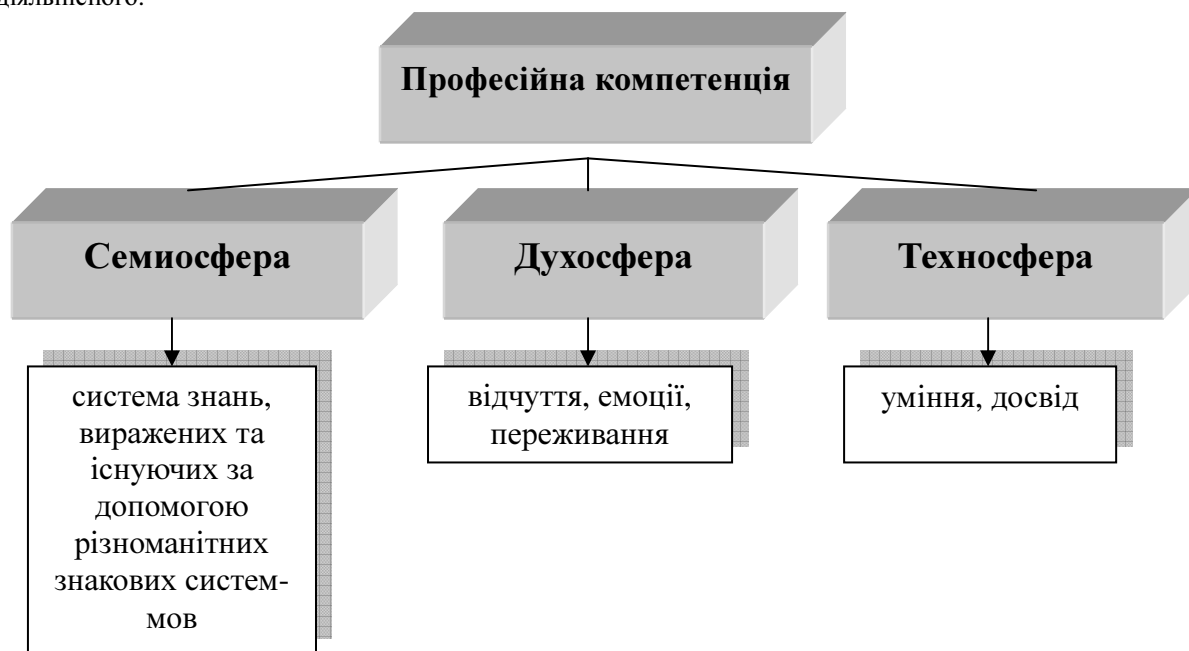 діяльнісного.
Професійна компетенція
Семиосфера
Духосфера
Техносфера
система знань,
виражених та
існуючих за
допомогою
різноманітних
знакових систем-
мов
відчуття, емоції,
переживання
уміння, досвід